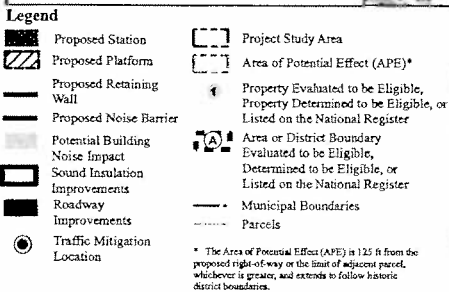 Legend
Proposed Station
Proposed Platform
Proposed Retaining
Wall
Proposed Noise Barrier
Potential Building
Noise Impact
Sound Insulation
Improvements
Roadway
Improvements
Traffic Mitigation
Location
Project Study Area
Area of Potential Effect (APE)*
1
Property Evaluated to be Eligible,
Property Determined to be Eligible, or
Listed on the National Register
A
Area or District Boundary
Evaluated to be Eligible,
Determined to be Eligible, or
Listed on the National Register
Municipal Boundaries
Parcels
* The Area of Potential Effect (APE) is 125 ft from the
proposed right-of-way or the limit of adjacent parcel,
whichever is greater, and extends to follow historic
district boundaries.